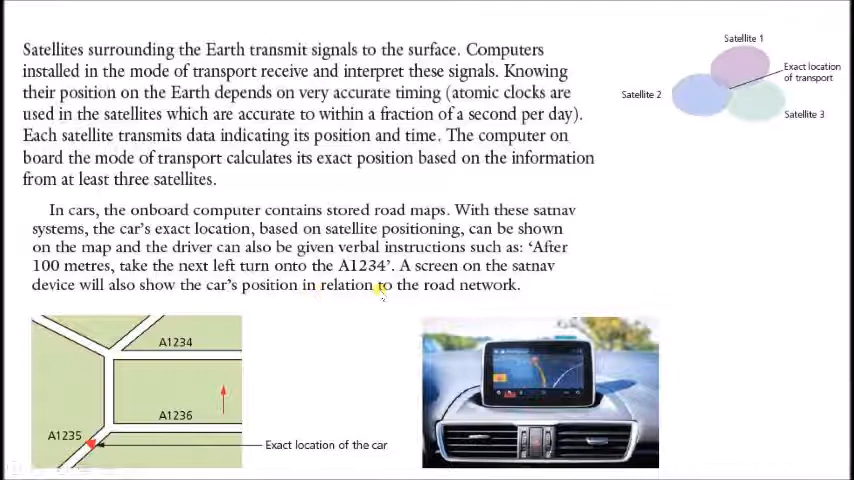 Satellites surrounding the Earth transmit signals to the surface. Computers
installed in the mode of transport receive and interpret these signals. Knowing
their position on the Earth depends on very accurate timing (atomic clocks are
used in the satellites which are accurate to within a fraction of a second per day).
Each satellite transmits data indicating its position and time. The computer on
board the mode of transport calculates its exact position based on the information
from at least three satellites.
Satellite 1
Exact location
of transport
Satellite 2
Satellite 3
In cars, the onboard computer contains stored road maps. With these satnav
systems, the car's exact location, based on satellite positioning, can be shown
on the map and the driver can also be given verbal instructions such as: 'After
100 metres, take the next left turn onto the A1234'. A screen on the satnav
device will also show the car's position in relation to the road network.
A1234
A1236
A1235
Exact location of the car